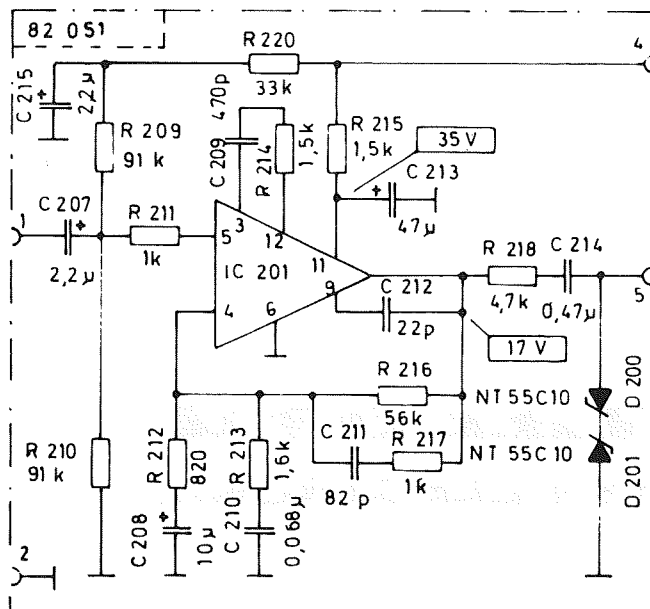 82 051
R 220
33k
4
C 215
+
2,2µ
R 209
91 k
470p
C 209
R 214
1,5k
R 215
1,5k
35 V
+
C 213
47µ
1
C 207
+
2,2µ
R 211
1k
5
3
12
IC 201
11
9
4
6
C 212
22p
R 218
4,7k
C 214
0,47µ
5
17 V
R 216
56k
C 211
82 p
R 217
1k
NT 55C10
D 200
NT 55C10
D 201
R 210
91 k
R 212
820
R 213
1,6k
C 208
+
10µ
C 210
0,068µ
2